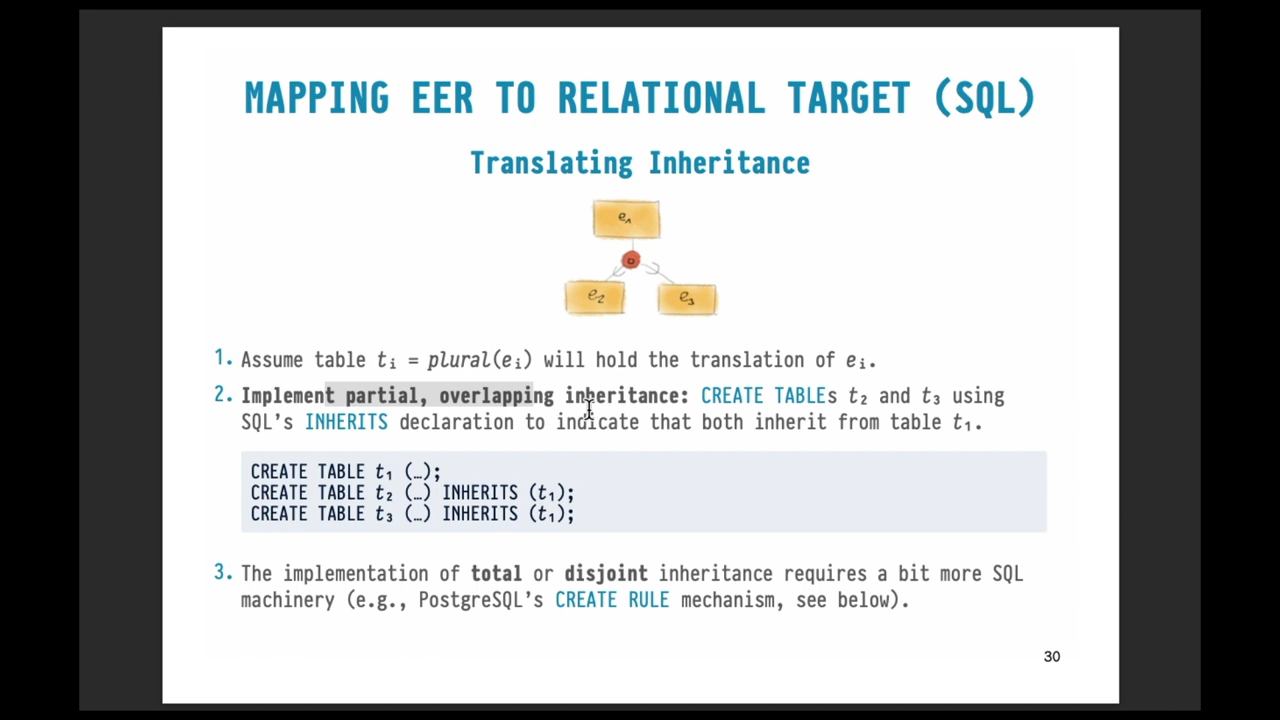 MAPPING EER TO RELATIONAL TARGET (SQL)
Translating Inheritance
e₁
o
e₂
e₃
1. Assume table tᵢ = plural(eᵢ) will hold the translation of eᵢ.
2. Implement partial, overlapping inheritance: CREATE TABLEs t₂ and t₃ using
SQL’s INHERITS declaration to indicate that both inherit from table t₁.
CREATE TABLE t₁ (…);
CREATE TABLE t₂ (…) INHERITS (t₁);
CREATE TABLE t₃ (…) INHERITS (t₁);
3. The implementation of total or disjoint inheritance requires a bit more SQL
machinery (e.g., PostgreSQL’s CREATE RULE mechanism, see below).
30